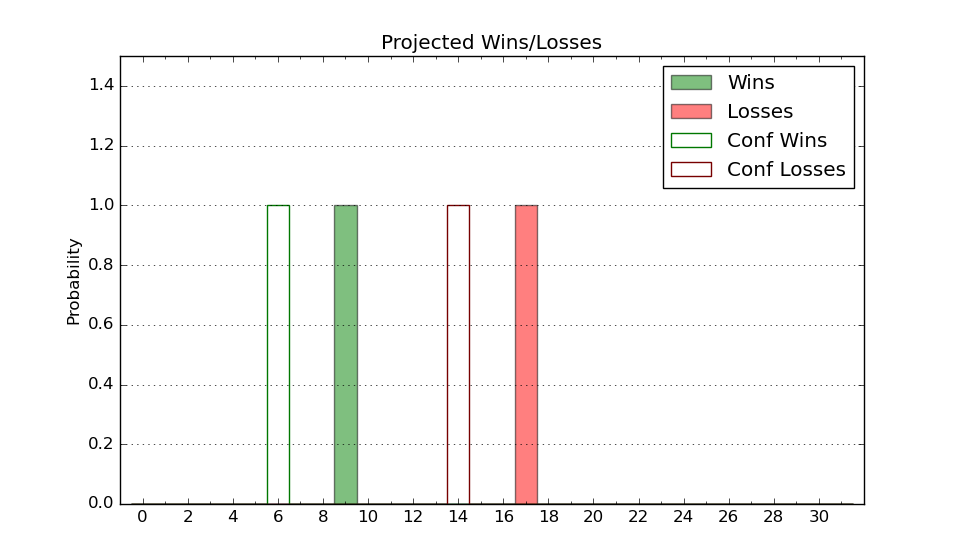 Projected Wins/Losses
1.4
1.2
1.0
0.8
0.6
0.4
0.2
0.0
Probability
Wins
Losses
Conf Wins
Conf Losses
0 2 4 6 8 10 12 14 16 18 20 22 24 26 28 30